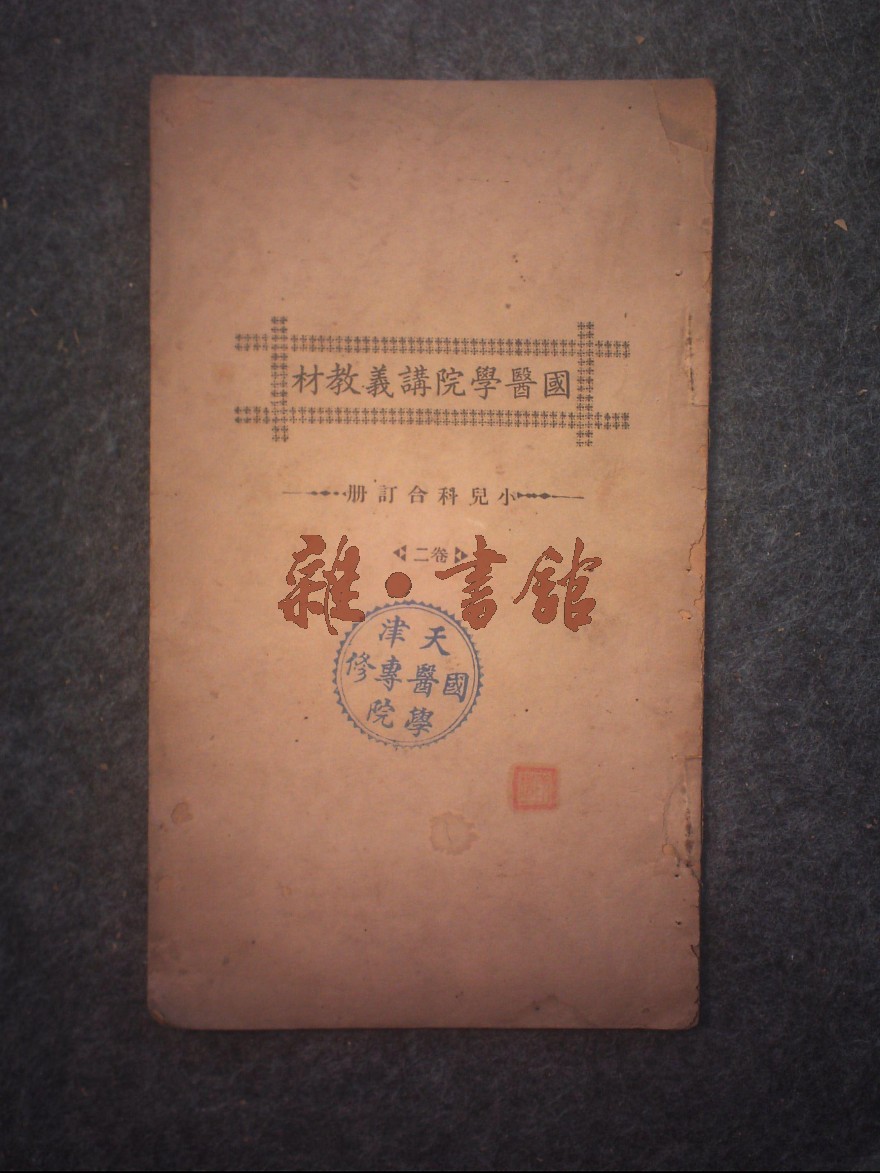 國醫學院講義教材
小兒科合訂册
卷二
雜·書館
天津
國醫專修
學院